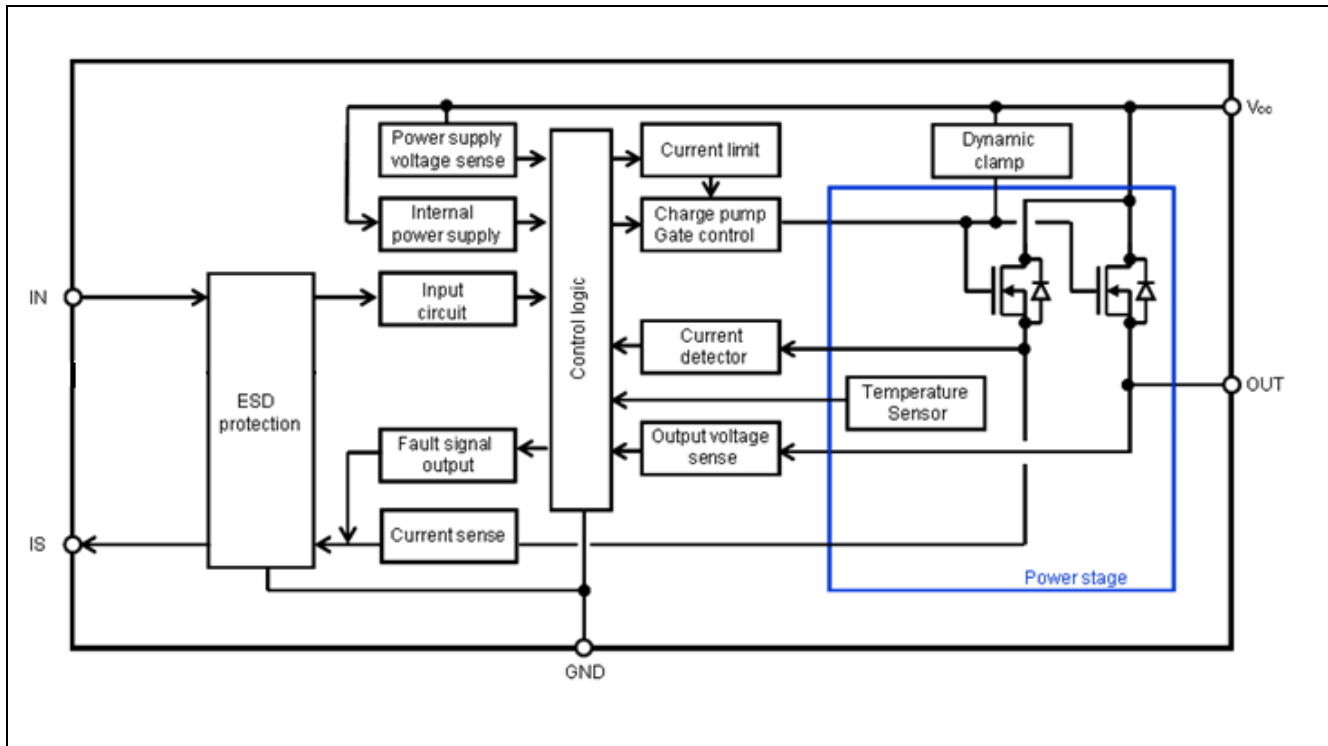 Vcc
Power supply
voltage sense
Current limit
Dynamic
clamp
Internal
power supply
Charge pump
Gate control
IN
Input
circuit
Control logic
Current
detector
OUT
ESD
protection
Temperature
Sensor
Fault signal
output
Output voltage
sense
IS
Current sense
Power stage
GND